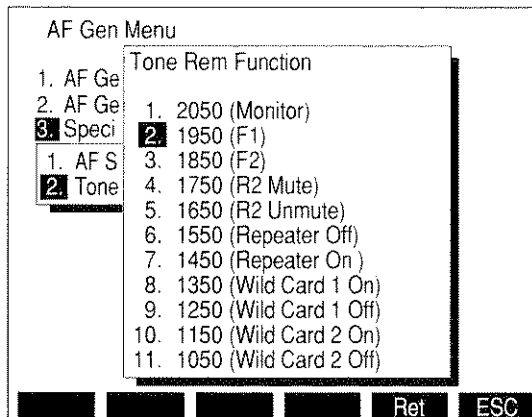 AF Gen Menu
1. AF Ge
2. AF Ge
3. Speci
1. AF S
2. Tone
Tone Rem Function
1. 2050 (Monitor)
2. 1950 (F1)
3. 1850 (F2)
4. 1750 (R2 Mute)
5. 1650 (R2 Unmute)
6. 1550 (Repeater Off)
7. 1450 (Repeater On )
8. 1350 (Wild Card 1 On)
9. 1250 (Wild Card 1 Off)
10. 1150 (Wild Card 2 On)
11. 1050 (Wild Card 2 Off)
Ret ESC